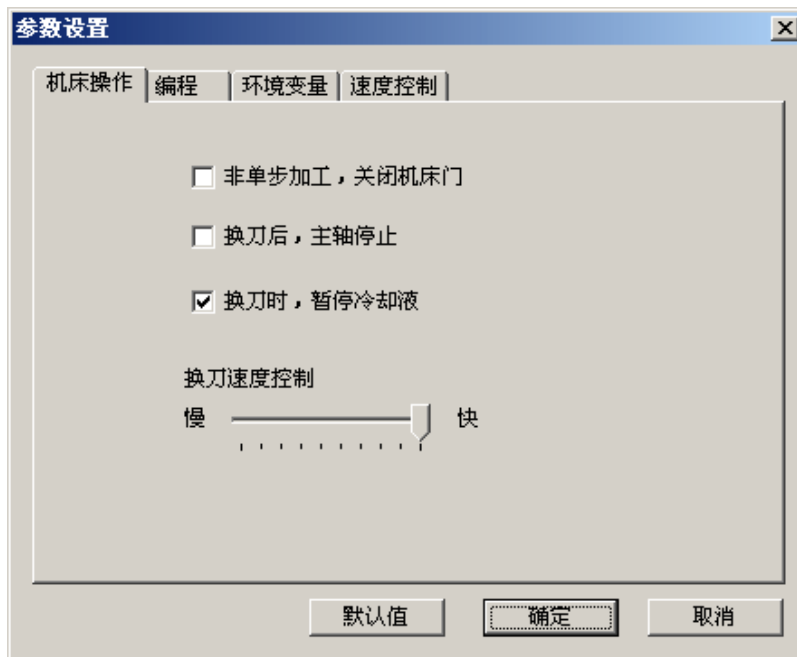 参数设置
机床操作 编程 环境变量 速度控制
非单步加工，关闭机床门
换刀后，主轴停止
换刀时，暂停冷却液
换刀速度控制
慢 快
默认值 确定 取消